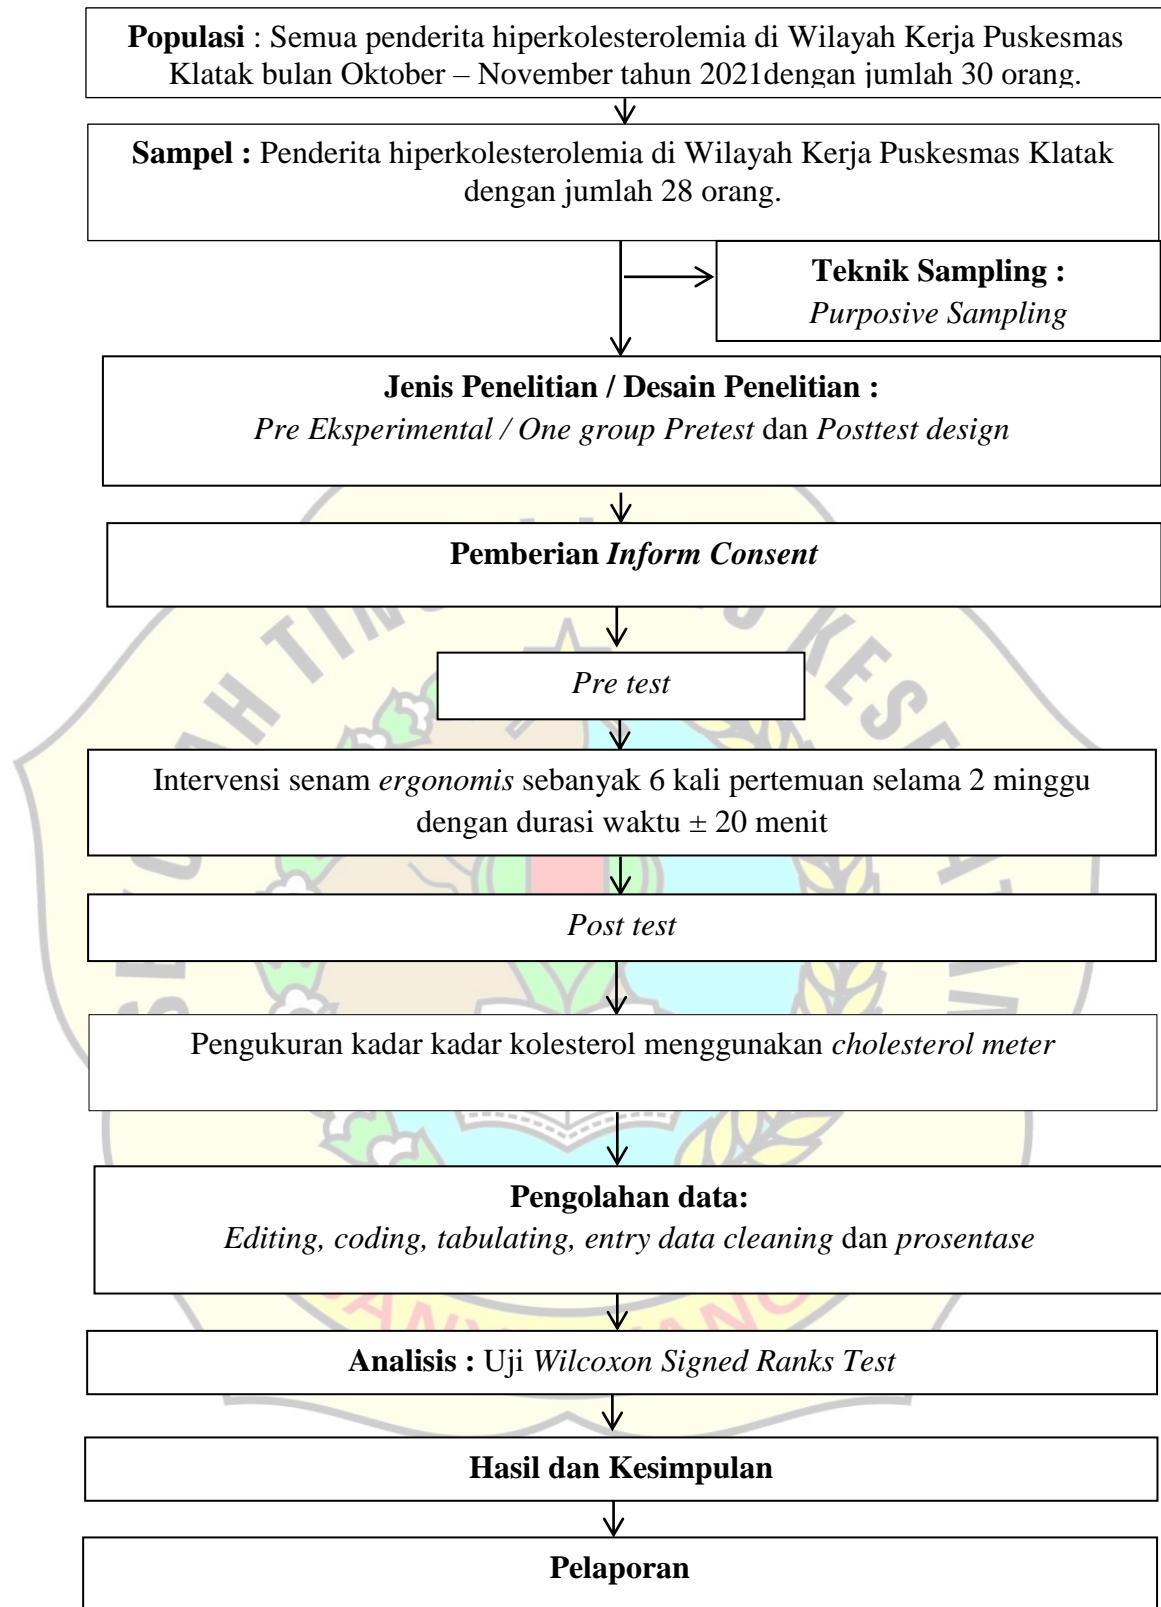 Populasi : Semua penderita hiperkolesterolemia di Wilayah Kerja Puskesmas
Klatak bulan Oktober – November tahun 2021dengan jumlah 30 orang.
Sampel : Penderita hiperkolesterolemia di Wilayah Kerja Puskesmas Klatak
dengan jumlah 28 orang.
Teknik Sampling :
Purposive Sampling
Jenis Penelitian / Desain Penelitian :
Pre Eksperimental / One group Pretest dan Posttest design
Pemberian Inform Consent
Pre test
Intervensi senam ergonomis sebanyak 6 kali pertemuan selama 2 minggu
dengan durasi waktu ± 20 menit
Post test
Pengukuran kadar kadar kolesterol menggunakan cholesterol meter
Pengolahan data:
Editing, coding, tabulating, entry data cleaning dan prosentase
Analisis : Uji Wilcoxon Signed Ranks Test
Hasil dan Kesimpulan
Pelaporan